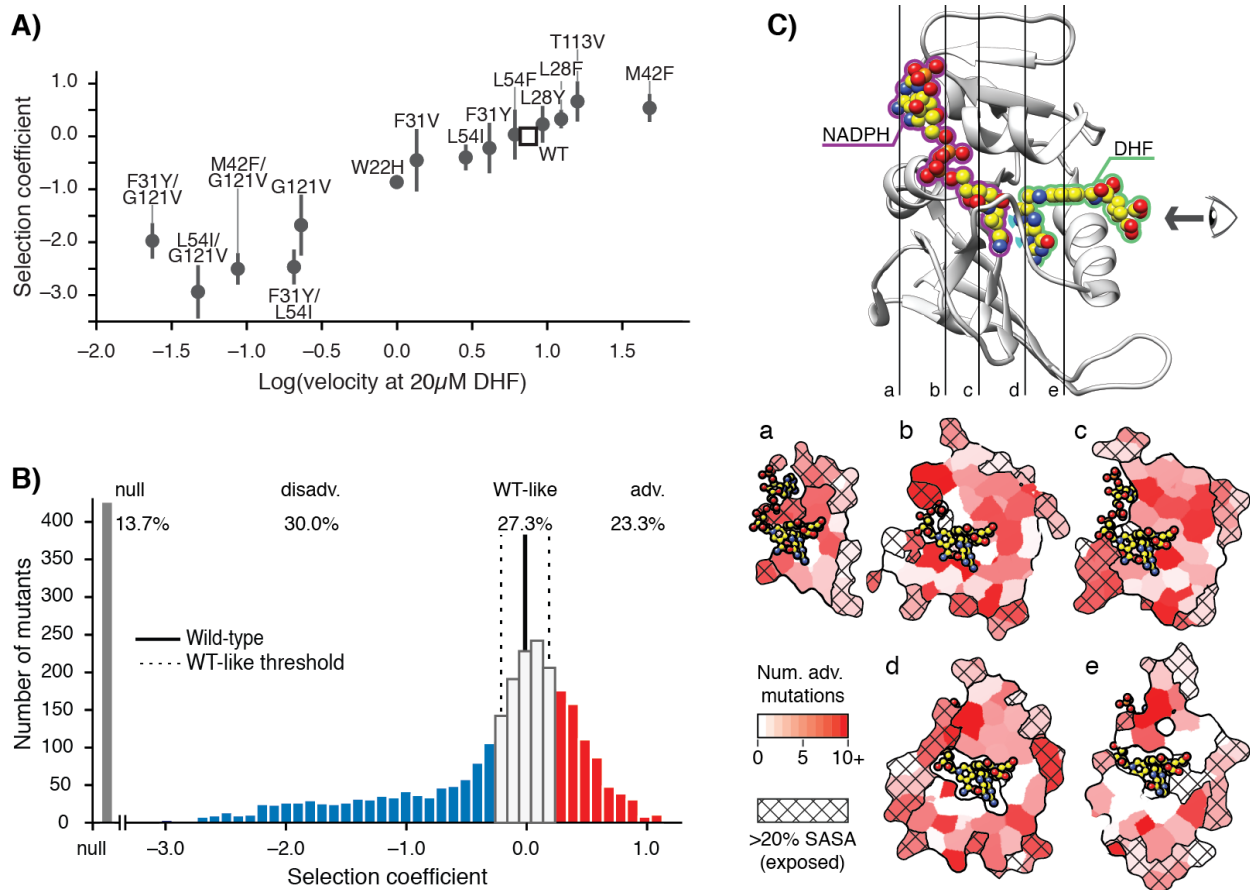 A)
Selection coefficient
1.0
0.0
−1.0
−2.0
−3.0
F31Y/
G121V
L54I/
G121V
M42F/
G121V
G121V
F31Y/
L54I
W22H
F31V
L54I
F31Y
L54F
L28Y
WT
L28F
T113V
M42F
−2.0
−1.5
−1.0
−0.5
0.0
0.5
1.0
1.5
Log(velocity at 20µM DHF)
B)
null
disadv.
WT-like
adv.
13.7%
30.0%
27.3%
23.3%
Number of mutants
400
350
300
250
200
150
100
50
0
Wild-type
WT-like threshold
null
−3.0
−2.0
−1.0
0.0
1.0
Selection coefficient
C)
NADPH
DHF
a
b
c
d
e
a
b
c
d
e
Num. adv.
mutations
0
5
10+
>20% SASA
(exposed)